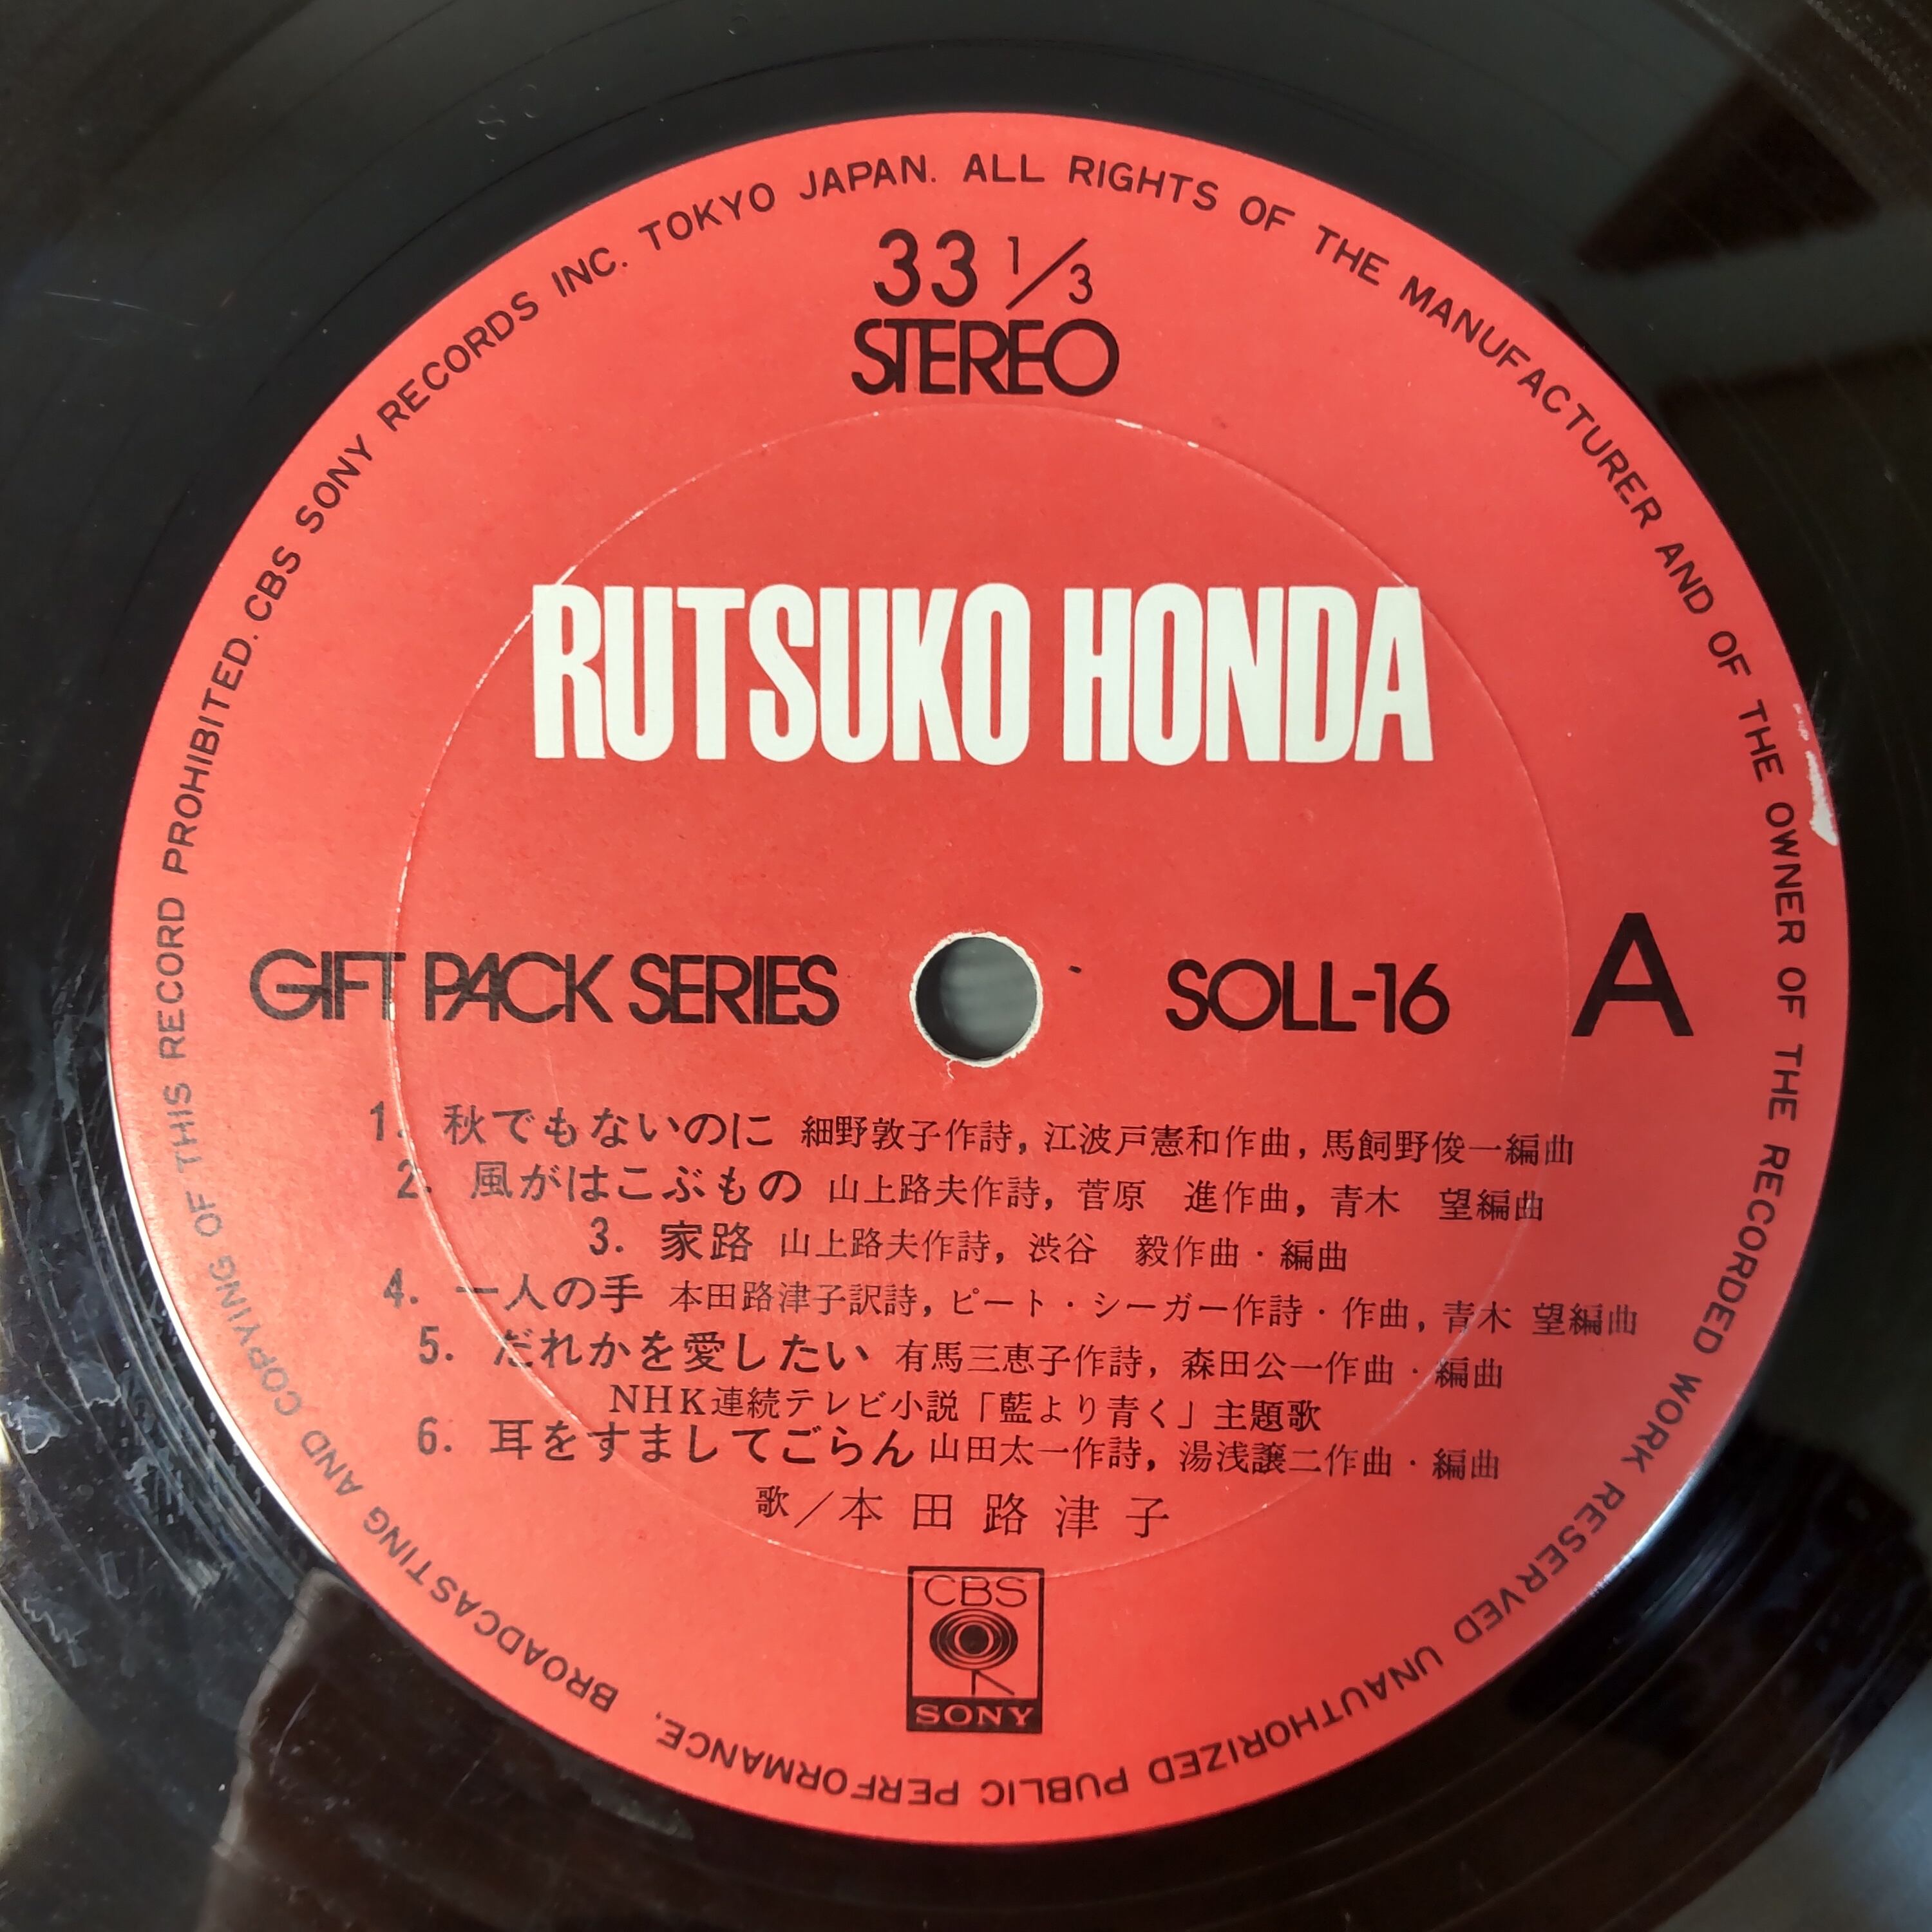 CBS SONY RECORDS INC. TOKYO JAPAN. ALL RIGHTS OF THE MANUFACTURER AND OF THE OWNER OF THE RECORDED WORK RESERVED UNAUTHORIZED PUBLIC PERFORMANCE, BROADCASTING AND COPYING OF THIS RECORD PROHIBITED.
33 1/3
STEREO
RUTSUKO HONDA
GIFT PACK SERIES SOLL-16 A
1. 秋でもないのに 細野敦子作詩, 江波戸憲和作曲, 馬飼野俊一編曲
2. 風がはこぶもの 山上路夫作詩, 菅原 進作曲, 青木 望編曲
3. 家路 山上路夫作詩, 渋谷 毅作曲・編曲
4. 一人の手 本田路津子訳詩, ピート・シーガー作詩・作曲, 青木 望編曲
5. だれかを愛したい 有馬三恵子作詩, 森田公一作曲・編曲
NHK連続テレビ小説「藍より青く」主題歌
6. 耳をすましてごらん 山田太一作詩, 湯浅譲二作曲・編曲
歌／本田路津子
CBS
SONY